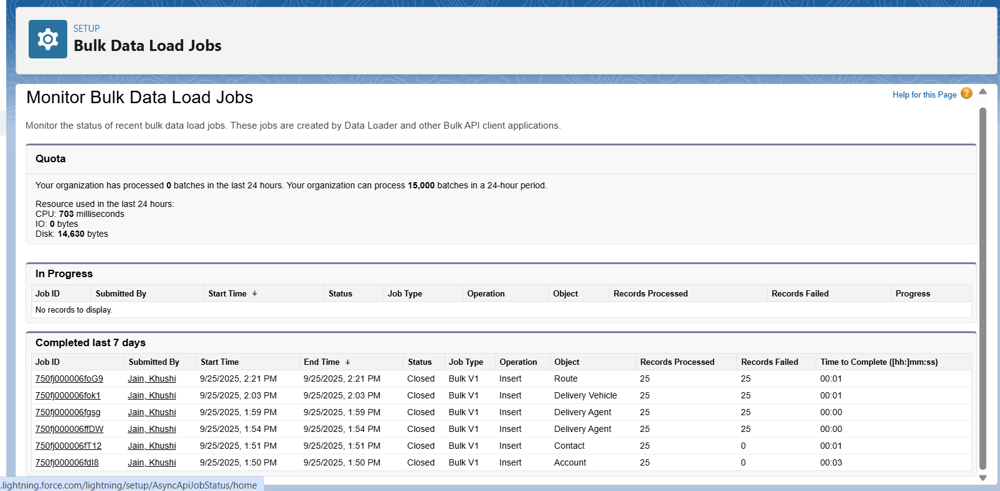 SETUP
Bulk Data Load Jobs
Monitor Bulk Data Load Jobs
Help for this Page ?
Monitor the status of recent bulk data load jobs. These jobs are created by Data Loader and other Bulk API client applications.
Quota
Your organization has processed 0 batches in the last 24 hours. Your organization can process 15,000 batches in a 24-hour period.
Resource used in the last 24 hours:
CPU: 703 milliseconds
IO: 0 bytes
Disk: 14,630 bytes
In Progress
Job ID Submitted By Start Time ↓ Status Job Type Operation Object Records Processed Records Failed Progress
No records to display.
Completed last 7 days
Job ID Submitted By Start Time End Time ↓ Status Job Type Operation Object Records Processed Records Failed Time to Complete ([hh:]mm:ss)
750fj000006foG9 Jain, Khushi 9/25/2025, 2:21 PM 9/25/2025, 2:21 PM Closed Bulk V1 Insert Route 25 25 00:01
750fj000006fok1 Jain, Khushi 9/25/2025, 2:03 PM 9/25/2025, 2:03 PM Closed Bulk V1 Insert Delivery Vehicle 25 25 00:01
750fj000006fgsg Jain, Khushi 9/25/2025, 1:59 PM 9/25/2025, 1:59 PM Closed Bulk V1 Insert Delivery Agent 25 25 00:00
750fj000006ffDW Jain, Khushi 9/25/2025, 1:54 PM 9/25/2025, 1:54 PM Closed Bulk V1 Insert Delivery Agent 25 25 00:00
750fj000006fT12 Jain, Khushi 9/25/2025, 1:51 PM 9/25/2025, 1:51 PM Closed Bulk V1 Insert Contact 25 0 00:01
750fj000006fdI8 Jain, Khushi 9/25/2025, 1:50 PM 9/25/2025, 1:50 PM Closed Bulk V1 Insert Account 25 0 00:03
.lightning.force.com/lightning/setup/AsyncApiJobStatus/home